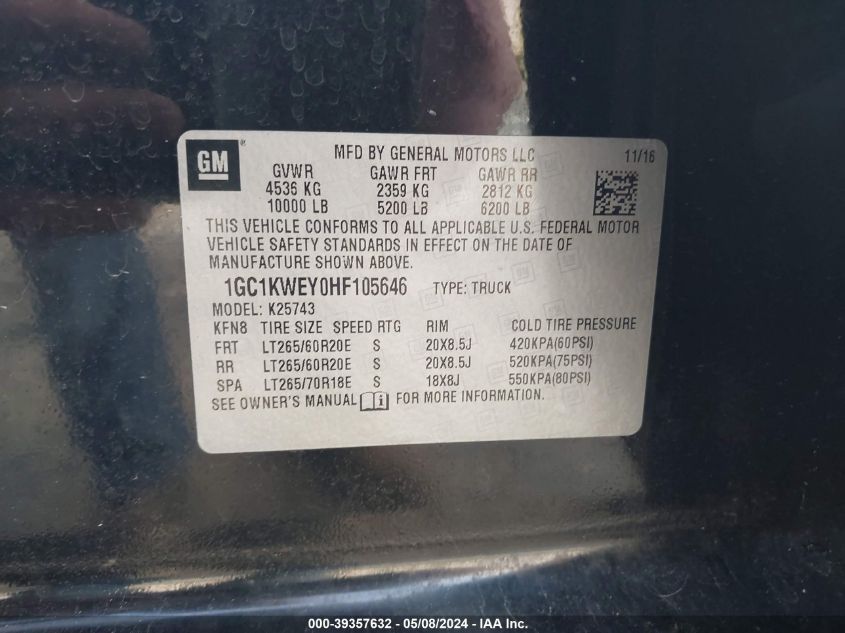 GM®
MFD BY GENERAL MOTORS LLC 11/16
GVWR GAWR FRT GAWR RR
4536 KG 2359 KG 2812 KG
10000 LB 5200 LB 6200 LB
THIS VEHICLE CONFORMS TO ALL APPLICABLE U.S. FEDERAL MOTOR
VEHICLE SAFETY STANDARDS IN EFFECT ON THE DATE OF
MANUFACTURE SHOWN ABOVE.
1GC1KWEY0HF105646 TYPE: TRUCK
MODEL: K25743
KFN8 TIRE SIZE SPEED RTG RIM COLD TIRE PRESSURE
FRT LT265/60R20E S 20X8.5J 420KPA(60PSI)
RR LT265/60R20E S 20X8.5J 520KPA(75PSI)
SPA LT265/70R18E S 18X8J 550KPA(80PSI)
SEE OWNER'S MANUAL i FOR MORE INFORMATION.
000-39357632 - 05/08/2024 - IAA Inc.